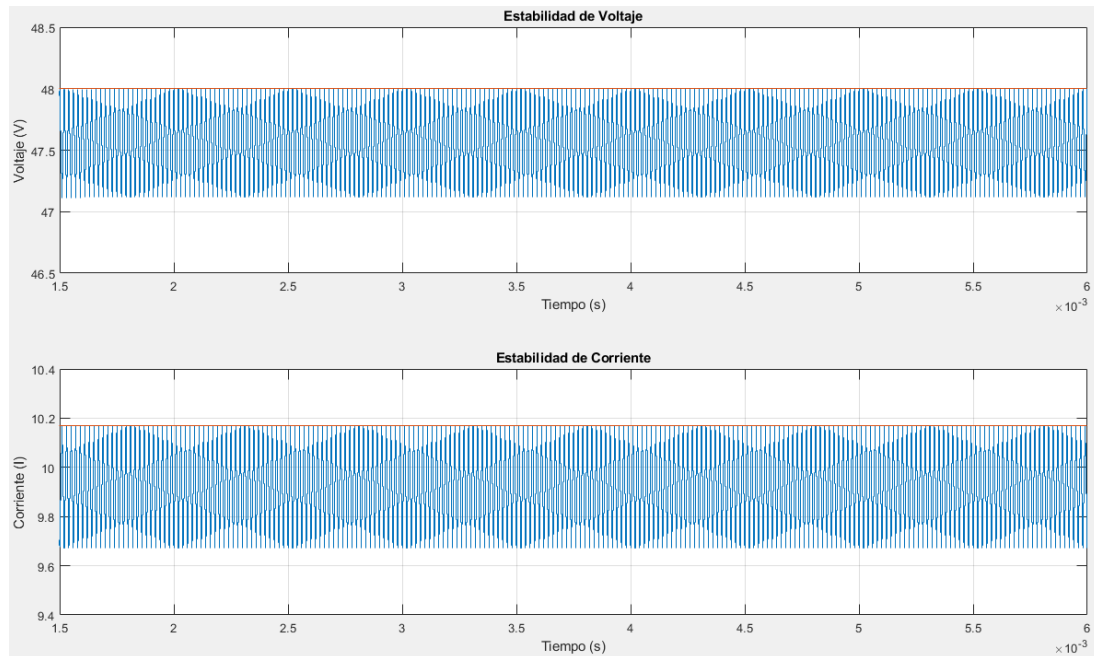 Estabilidad de Voltaje
48.5
48
47.5
47
46.5
Voltaje (V)
1.5 2 2.5 3 3.5 4 4.5 5 5.5 6
Tiempo (s)
×10-3
Estabilidad de Corriente
10.4
10.2
10
9.8
9.6
9.4
Corriente (I)
1.5 2 2.5 3 3.5 4 4.5 5 5.5 6
Tiempo (s)
×10-3